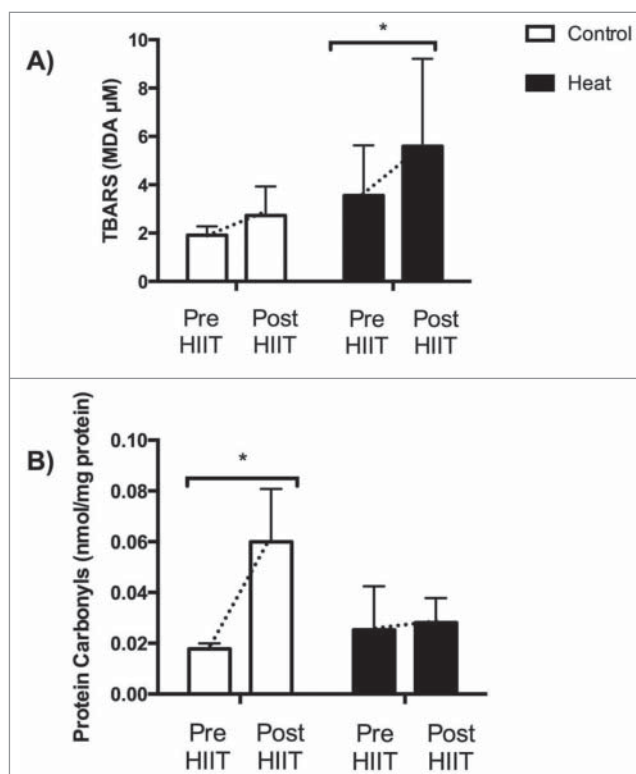 A)
TBARS (MDA µM)
10
8
6
4
2
0
*
Control
Heat
Pre HIIT
Post HIIT
Pre HIIT
Post HIIT
B)
Protein Carbonyls (nmol/mg protein)
0.10
0.08
0.06
0.04
0.02
0.00
*
Pre HIIT
Post HIIT
Pre HIIT
Post HIIT